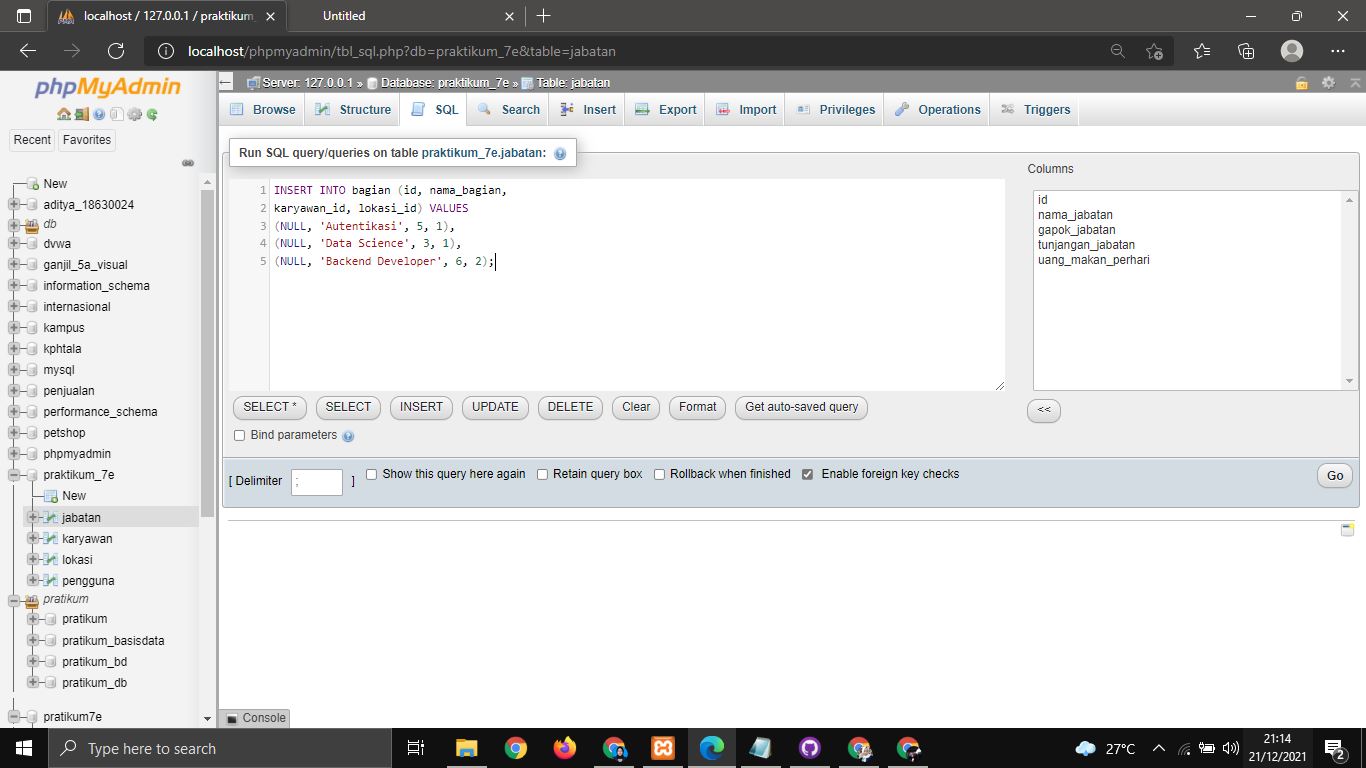 localhost / 127.0.0.1 / praktikum_
Untitled
localhost/phpmyadmin/tbl_sql.php?db=praktikum_7e&table=jabatan
phpMyAdmin
Recent
Favorites
New
aditya_18630024
db
dvwa
ganjil_5a_visual
information_schema
internasional
kampus
kphtala
mysql
penjualan
performance_schema
petshop
phpmyadmin
praktikum_7e
New
jabatan
karyawan
lokasi
pengguna
pratikum
pratikum
pratikum_basisdata
pratikum_bd
pratikum_db
pratikum7e
Server: 127.0.0.1 » Database: praktikum_7e » Table: jabatan
Browse Structure SQL Search Insert Export Import Privileges Operations Triggers
Run SQL query/queries on table praktikum_7e.jabatan:
1 INSERT INTO bagian (id, nama_bagian,
2 karyawan_id, lokasi_id) VALUES
3 (NULL, 'Autentikasi', 5, 1),
4 (NULL, 'Data Science', 3, 1),
5 (NULL, 'Backend Developer', 6, 2);
Columns
id
nama_jabatan
gapok_jabatan
tunjangan_jabatan
uang_makan_perhari
SELECT * SELECT INSERT UPDATE DELETE Clear Format Get auto-saved query
<<
Bind parameters
[ Delimiter ; ] Show this query here again Retain query box Rollback when finished Enable foreign key checks Go
Console
Type here to search
27°C
21:14
21/12/2021
2